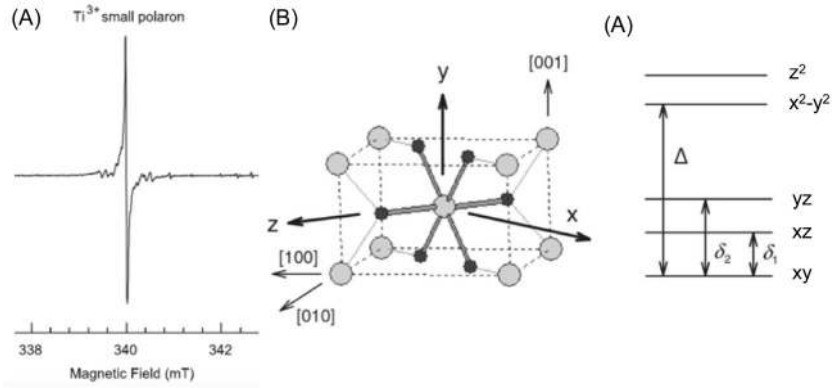 (A)
Ti³⁺ small polaron
338
340
342
Magnetic Field (mT)
(B)
y
[001]
z
x
[100]
[010]
(A)
z²
x²-y²
Δ
yz
xz
δ₂
δ₁
xy